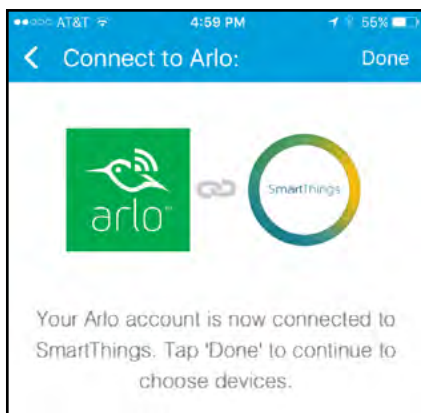 AT&T 4:59 PM 55%
Connect to Arlo: Done
arlo™ SmartThings
Your Arlo account is now connected to
SmartThings. Tap 'Done' to continue to
choose devices.